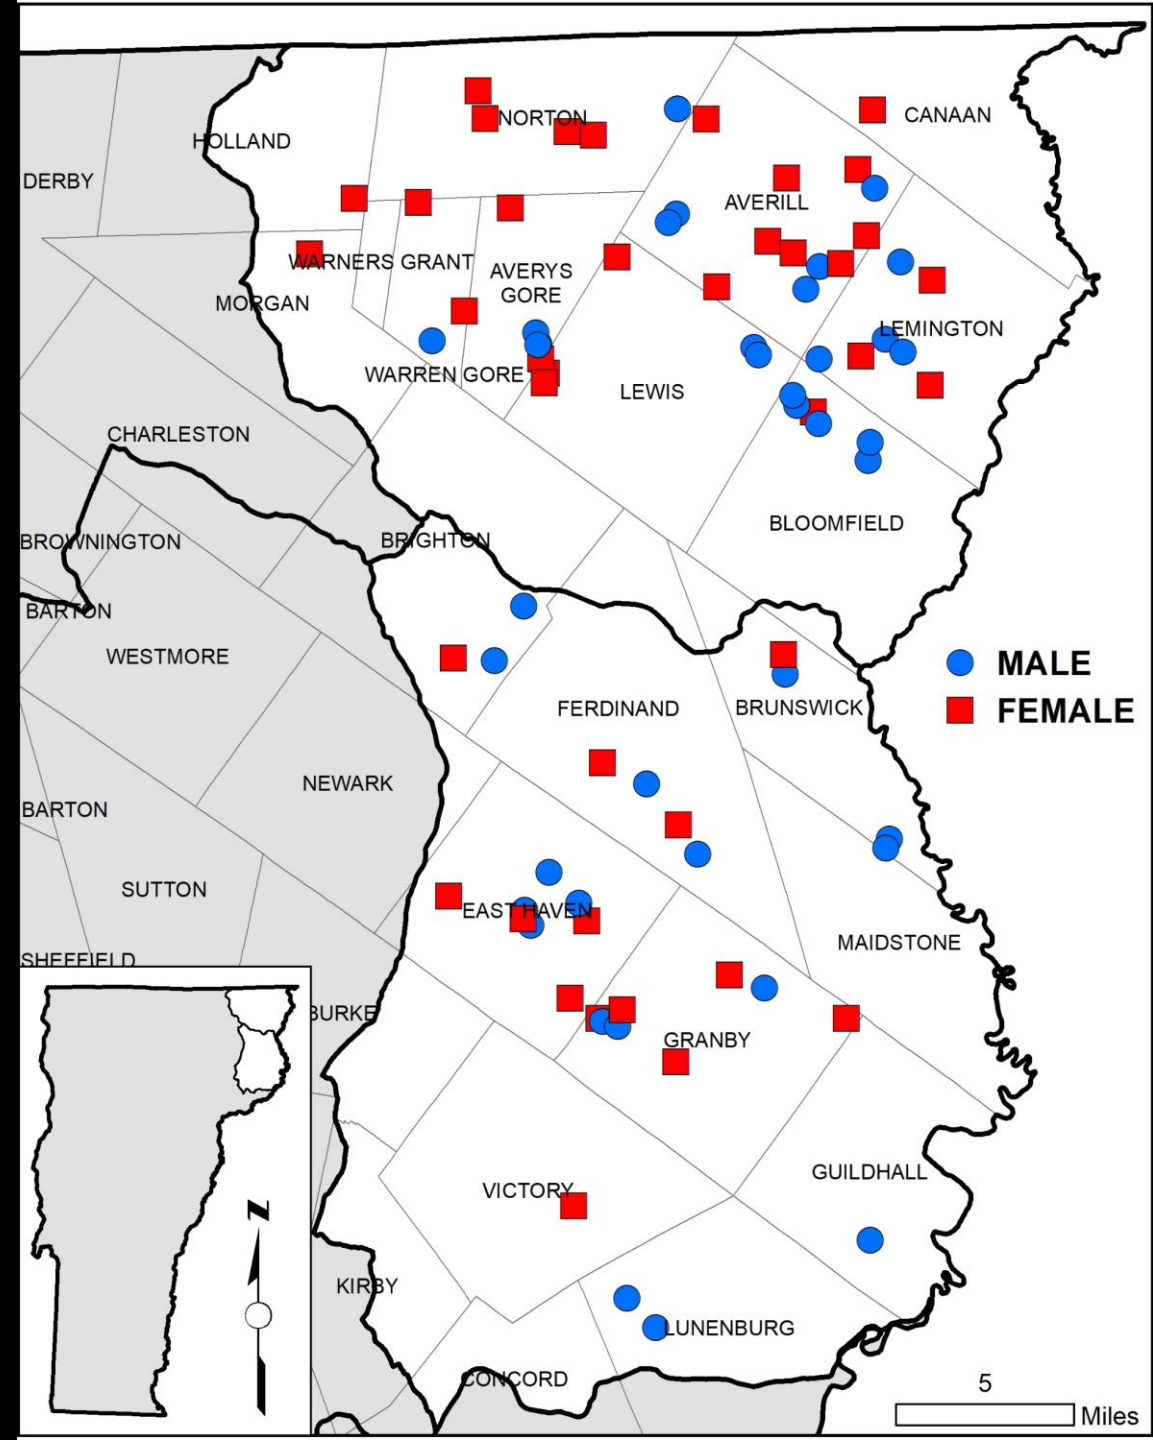 CANAAN
NORTON
HOLLAND
DERBY
AVERILL
WARNERS GRANT
AVERYS
GORE
MORGAN
LEMINGTON
WARREN GORE
LEWIS
CHARLESTON
BLOOMFIELD
BRIGHTON
BROWNINGTON
BARTON
WESTMORE
MALE
FEMALE
FERDINAND
BRUNSWICK
NEWARK
BARTON
SUTTON
EAST HAVEN
MAIDSTONE
SHEFFIELD
BURKE
GRANBY
GUILDHALL
VICTORY
N
KIRBY
LUNENBURG
CONCORD
5
Miles